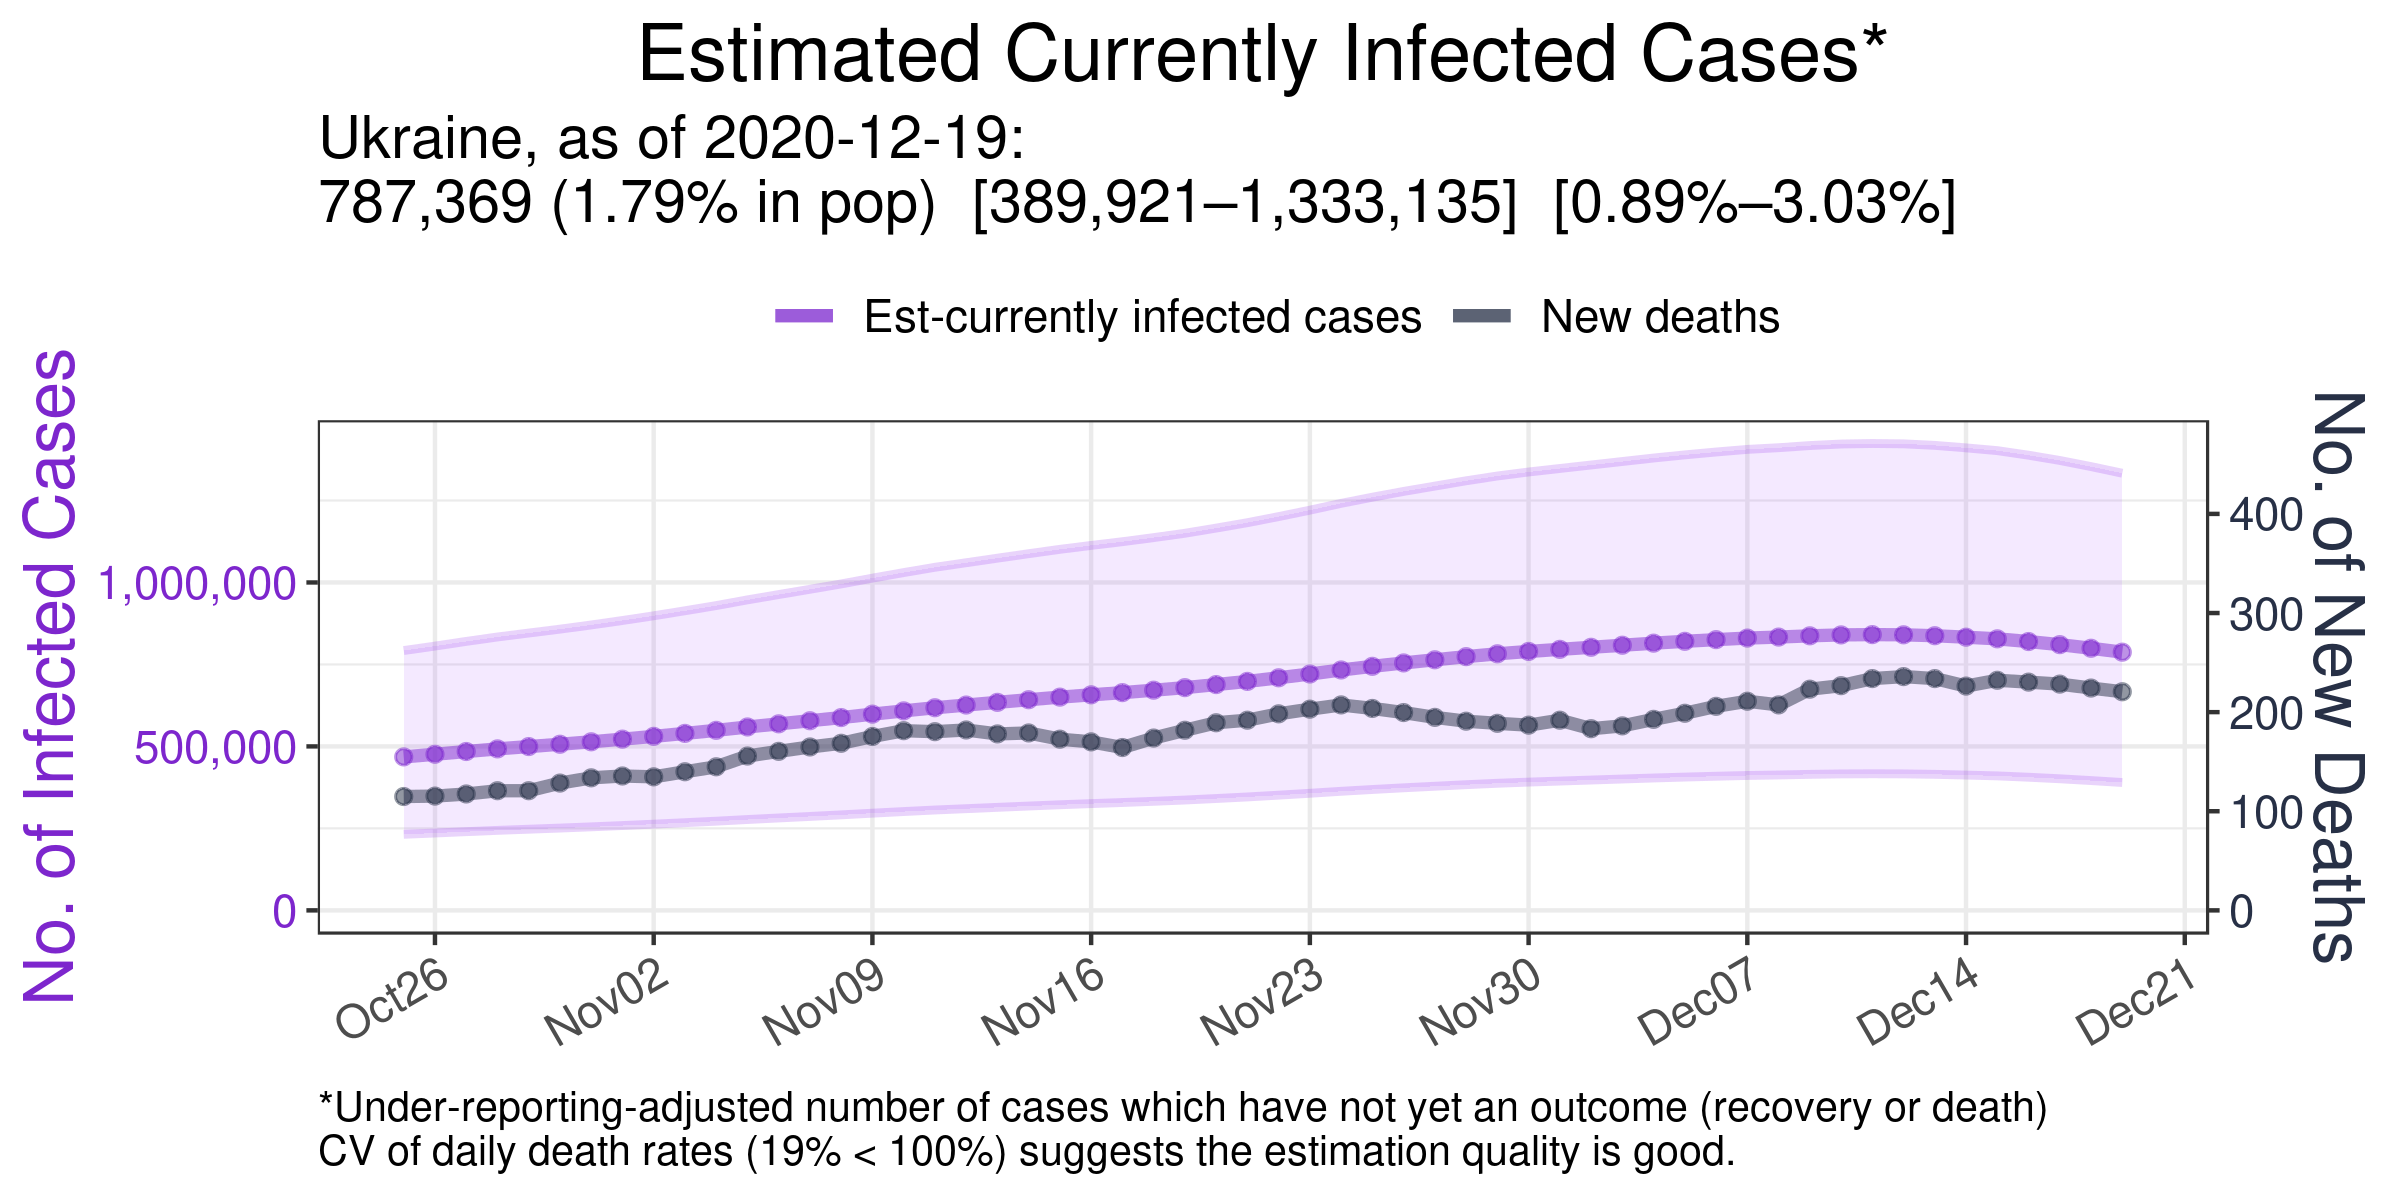 Estimated Currently Infected Cases*
Ukraine, as of 2020-12-19:
787,369 (1.79% in pop)  [389,921–1,333,135]  [0.89%–3.03%]
Est-currently infected cases
New deaths
No. of Infected Cases
1,000,000
500,000
0
No. of New Deaths
400
300
200
100
0
Oct26
Nov02
Nov09
Nov16
Nov23
Nov30
Dec07
Dec14
Dec21
*Under-reporting-adjusted number of cases which have not yet an outcome (recovery or death)
CV of daily death rates (19% < 100%) suggests the estimation quality is good.